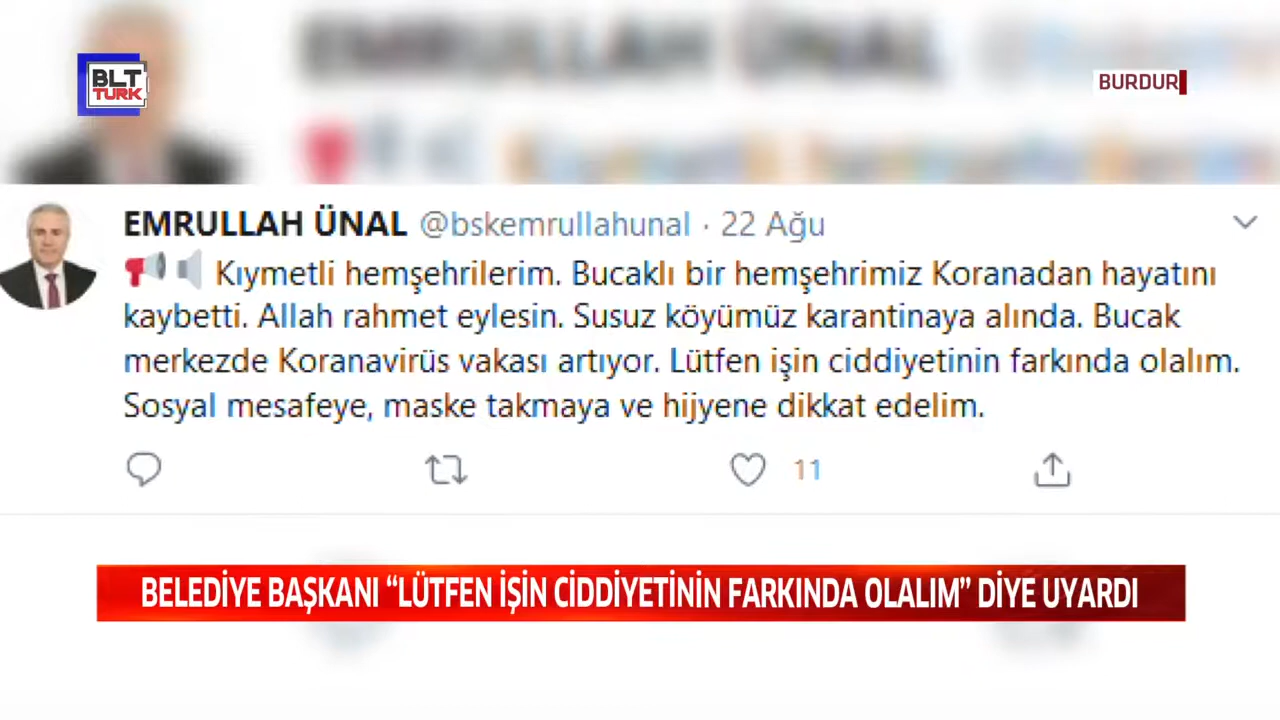 EMRULLAH ÜNAL
BLT
TURK
BURDUR
EMRULLAH ÜNAL @bskemrullahunal · 22 Ağu
Kıymetli hemşehrilerim. Bucaklı bir hemşehrimiz Koranadan hayatını
kaybetti. Allah rahmet eylesin. Susuz köyümüz karantinaya alında. Bucak
merkezde Koranavirüs vakası artıyor. Lütfen işin ciddiyetinin farkında olalım.
Sosyal mesafeye, maske takmaya ve hijyene dikkat edelim.
11
BELEDİYE BAŞKANI “LÜTFEN İŞİN CİDDİYETİNİN FARKINDA OLALIM” DİYE UYARDI